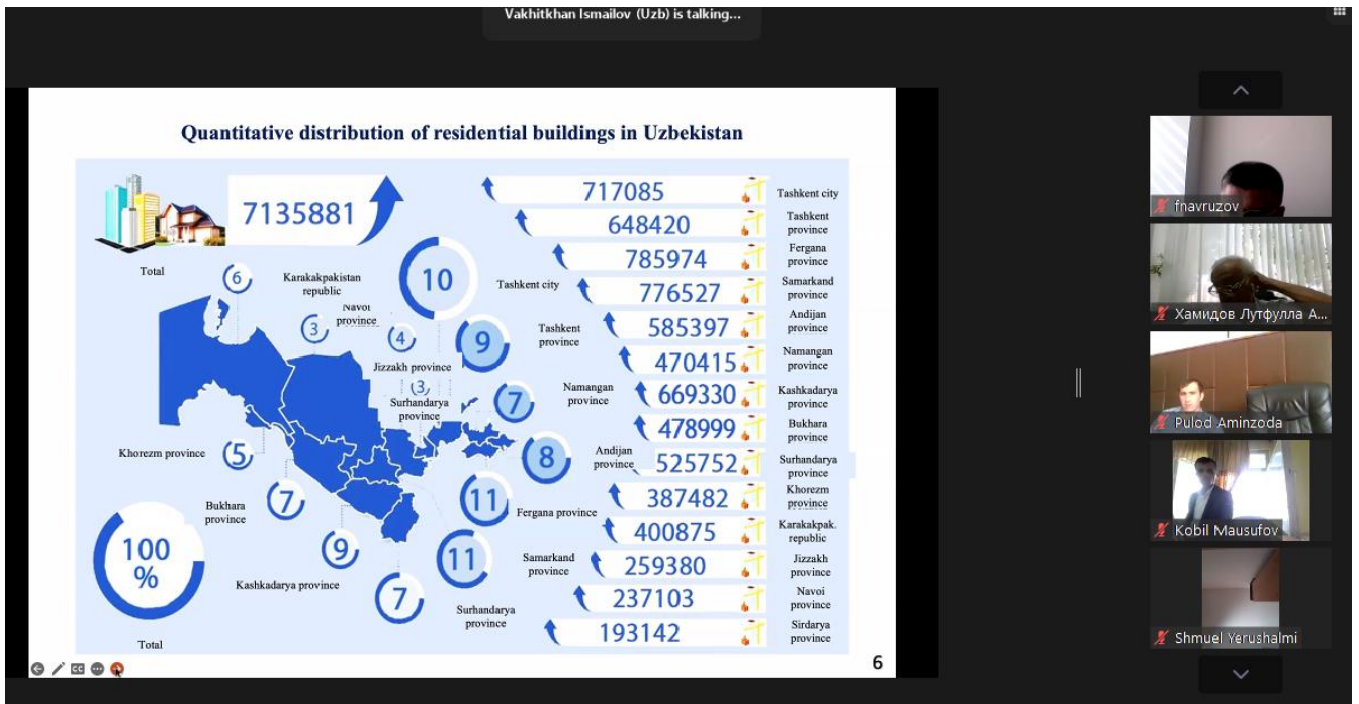 Vakhitkhan Ismailov (Uzb) is talking...
Quantitative distribution of residential buildings in Uzbekistan
7135881
Total
717085
Tashkent city
648420
Tashkent
province
785974
Fergana
province
776527
Samarkand
province
585397
Andijan
province
470415
Namangan
province
669330
Kashkadarya
province
478999
Bukhara
province
525752
Surhandarya
province
387482
Khorezm
province
400875
Karakakpak.
republic
259380
Jizzakh
province
237103
Navoi
province
193142
Sirdarya
province
6
Karakakpakistan
republic
3
Navoi
province
4
Jizzakh province
(3)
Surhandarya
province
10
Tashkent city
9
Tashkent
province
7
Namangan
province
8
Andijan
province
11
Fergana province
11
Samarkand
province
7
Surhandarya
province
9
Kashkadarya province
7
Bukhara
province
5
Khorezm province
100
%
Total
CC
6
fnavruzov
Хамидов Лутфулла А...
Pulod Aminzoda
Kobil Mausufov
Shmuel Yerushalmi